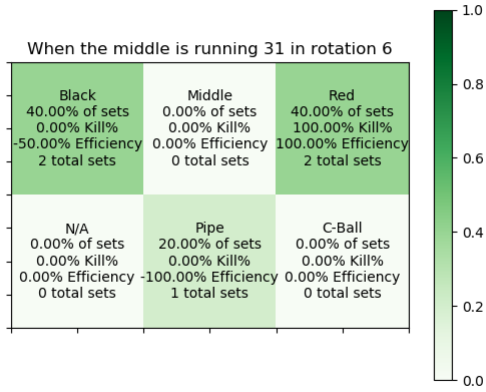 When the middle is running 31 in rotation 6
Black
40.00% of sets
0.00% Kill%
-50.00% Efficiency
2 total sets
Middle
0.00% of sets
0.00% Kill%
0.00% Efficiency
0 total sets
Red
40.00% of sets
100.00% Kill%
100.00% Efficiency
2 total sets
N/A
0.00% of sets
0.00% Kill%
0.00% Efficiency
0 total sets
Pipe
20.00% of sets
0.00% Kill%
-100.00% Efficiency
1 total sets
C-Ball
0.00% of sets
0.00% Kill%
0.00% Efficiency
0 total sets
1.0
0.8
0.6
0.4
0.2
0.0